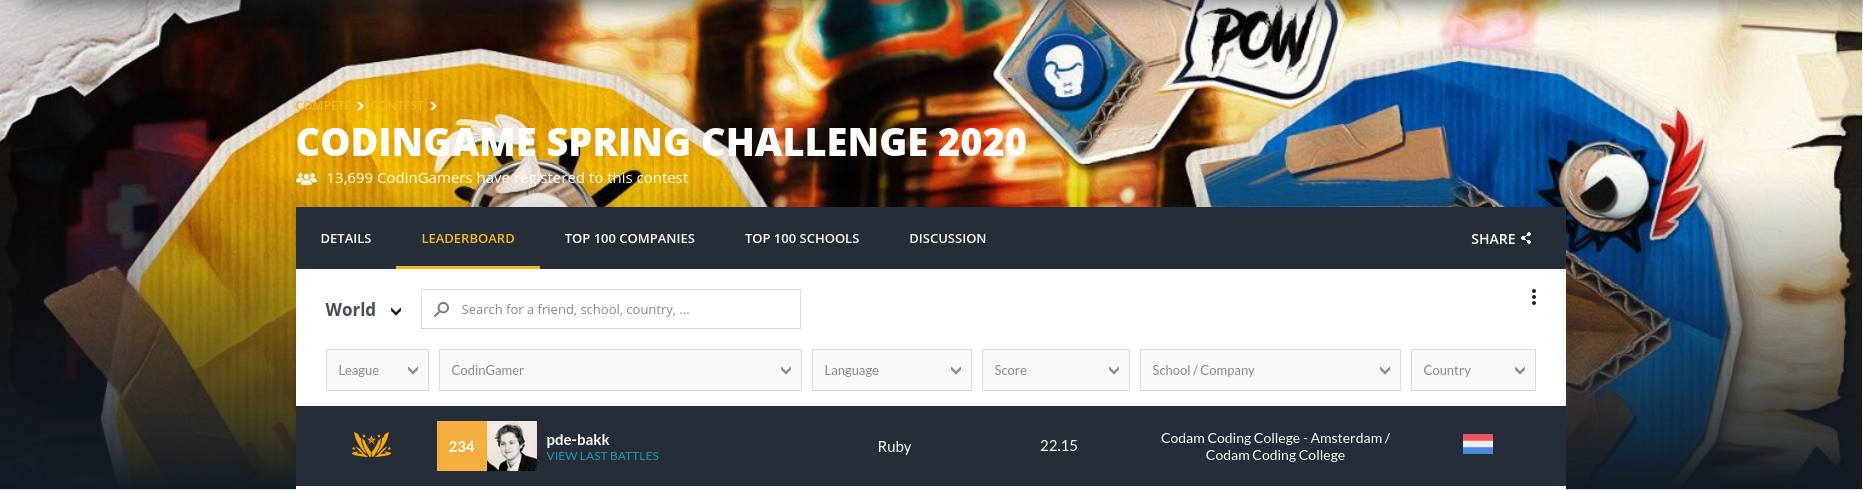 POW
COMPETE > CONTEST >
CODINGAME SPRING CHALLENGE 2020
13,699 CodinGamers have registered to this contest
DETAILS LEADERBOARD TOP 100 COMPANIES TOP 100 SCHOOLS DISCUSSION SHARE
World Search for a friend, school, country, ...
League CodinGamer Language Score School / Company Country
234 pde-bakk Ruby 22.15 Codam Coding College - Amsterdam /
VIEW LAST BATTLES Codam Coding College